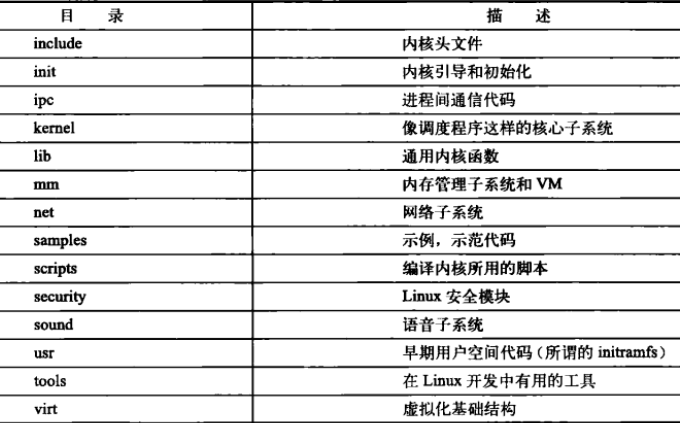 目 录 描 述
include 内核头文件
init 内核引导和初始化
ipc 进程间通信代码
kernel 像调度程序这样的核心子系统
lib 通用内核函数
mm 内存管理子系统和 VM
net 网络子系统
samples 示例，示范代码
scripts 编译内核所用的脚本
security Linux 安全模块
sound 语音子系统
usr 早期用户空间代码（所谓的 initramfs）
tools 在 Linux 开发中有用的工具
virt 虚拟化基础结构